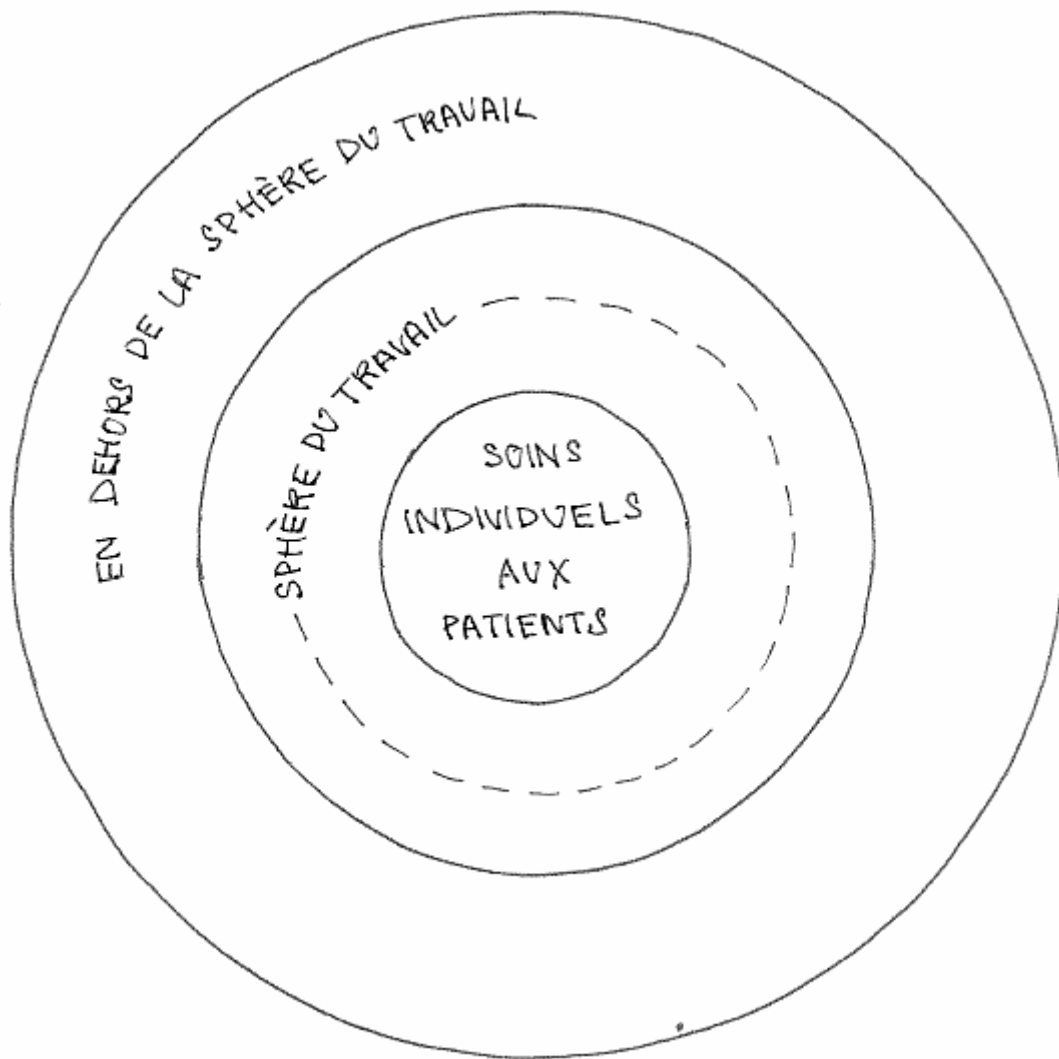 EN DEHORS DE LA SPHÈRE DU TRAVAIL
SPHÈRE DU TRAVAIL
SOINS
INDIVIDUELS
AUX
PATIENTS